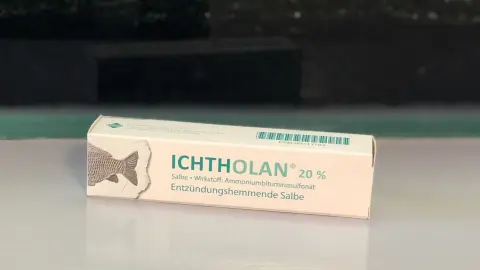 ICHTHOLAN® 20 %
Salbe – Wirkstoff: Ammoniumbituminosulfonat
Entzündungshemmende Salbe